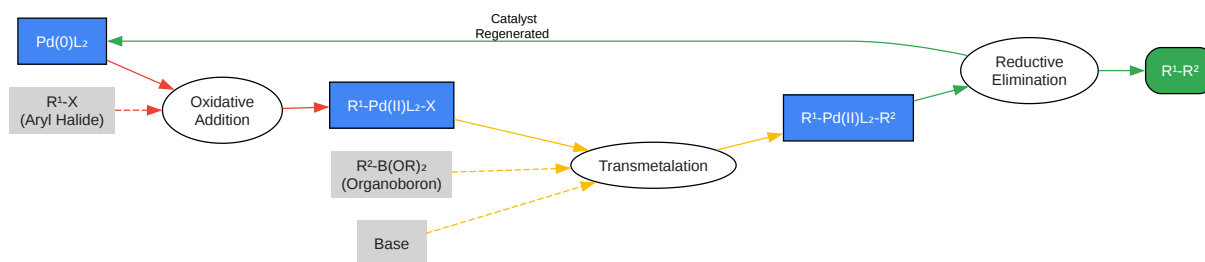 Catalyst
Regenerated
Pd(0)L₂
R¹-X
(Aryl Halide)
Oxidative
Addition
R¹-Pd(II)L₂-X
R²-B(OR)₂
(Organoboron)
Base
Transmetalation
R¹-Pd(II)L₂-R²
Reductive
Elimination
R¹-R²